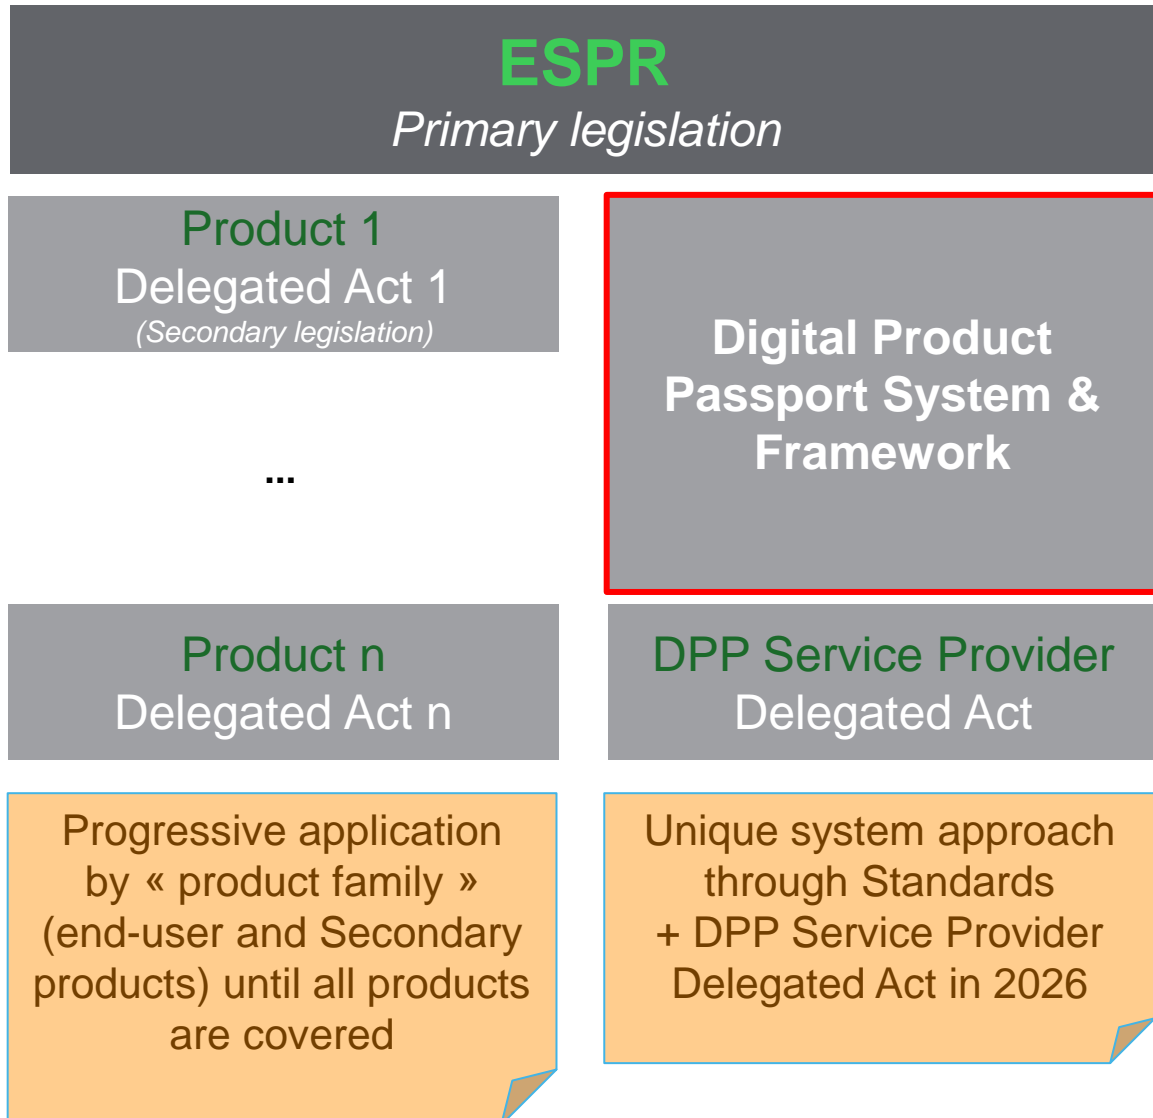 ESPR
Primary legislation
Product 1
Delegated Act 1
(Secondary legislation)
...
Product n
Delegated Act n
Progressive application
by « product family »
(end-user and Secondary
products) until all products
are covered
Digital Product
Passport System &
Framework
DPP Service Provider
Delegated Act
Unique system approach
through Standards
+ DPP Service Provider
Delegated Act in 2026